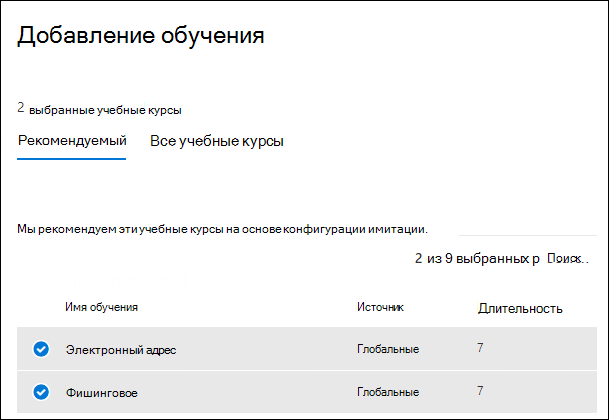 Добавление обучения
2 выбранные учебные курсы
Рекомендуемый Все учебные курсы
Мы рекомендуем эти учебные курсы на основе конфигурации имитации.
2 из 9 выбранных р Поиск..
Имя обучения Источник Длительность
Электронный адрес Глобальные 7
Фишинговое Глобальные 7